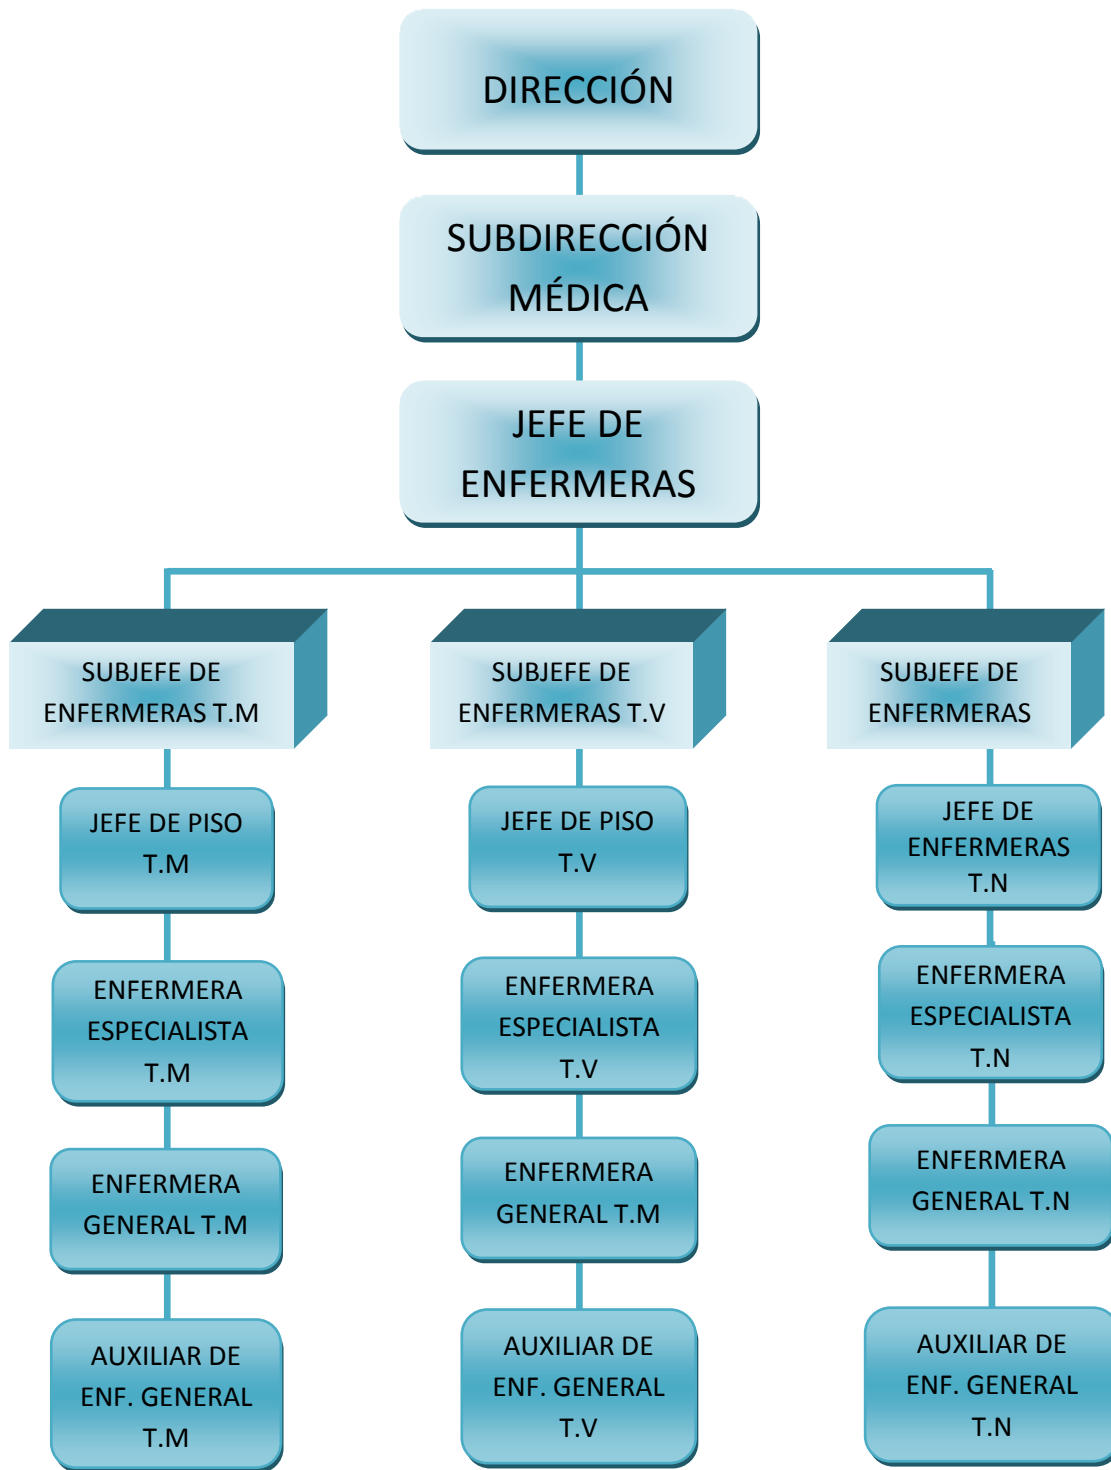 DIRECCIÓN
SUBDIRECCIÓN
MÉDICA
JEFE DE
ENFERMERAS
SUBJEFE DE
ENFERMERAS T.M
SUBJEFE DE
ENFERMERAS T.V
SUBJEFE DE
ENFERMERAS
JEFE DE PISO
T.M
JEFE DE PISO
T.V
JEFE DE
ENFERMERAS
T.N
ENFERMERA
ESPECIALISTA
T.M
ENFERMERA
ESPECIALISTA
T.V
ENFERMERA
ESPECIALISTA
T.N
ENFERMERA
GENERAL T.M
ENFERMERA
GENERAL T.M
ENFERMERA
GENERAL T.N
AUXILIAR DE
ENF. GENERAL
T.M
AUXILIAR DE
ENF. GENERAL
T.V
AUXILIAR DE
ENF. GENERAL
T.N